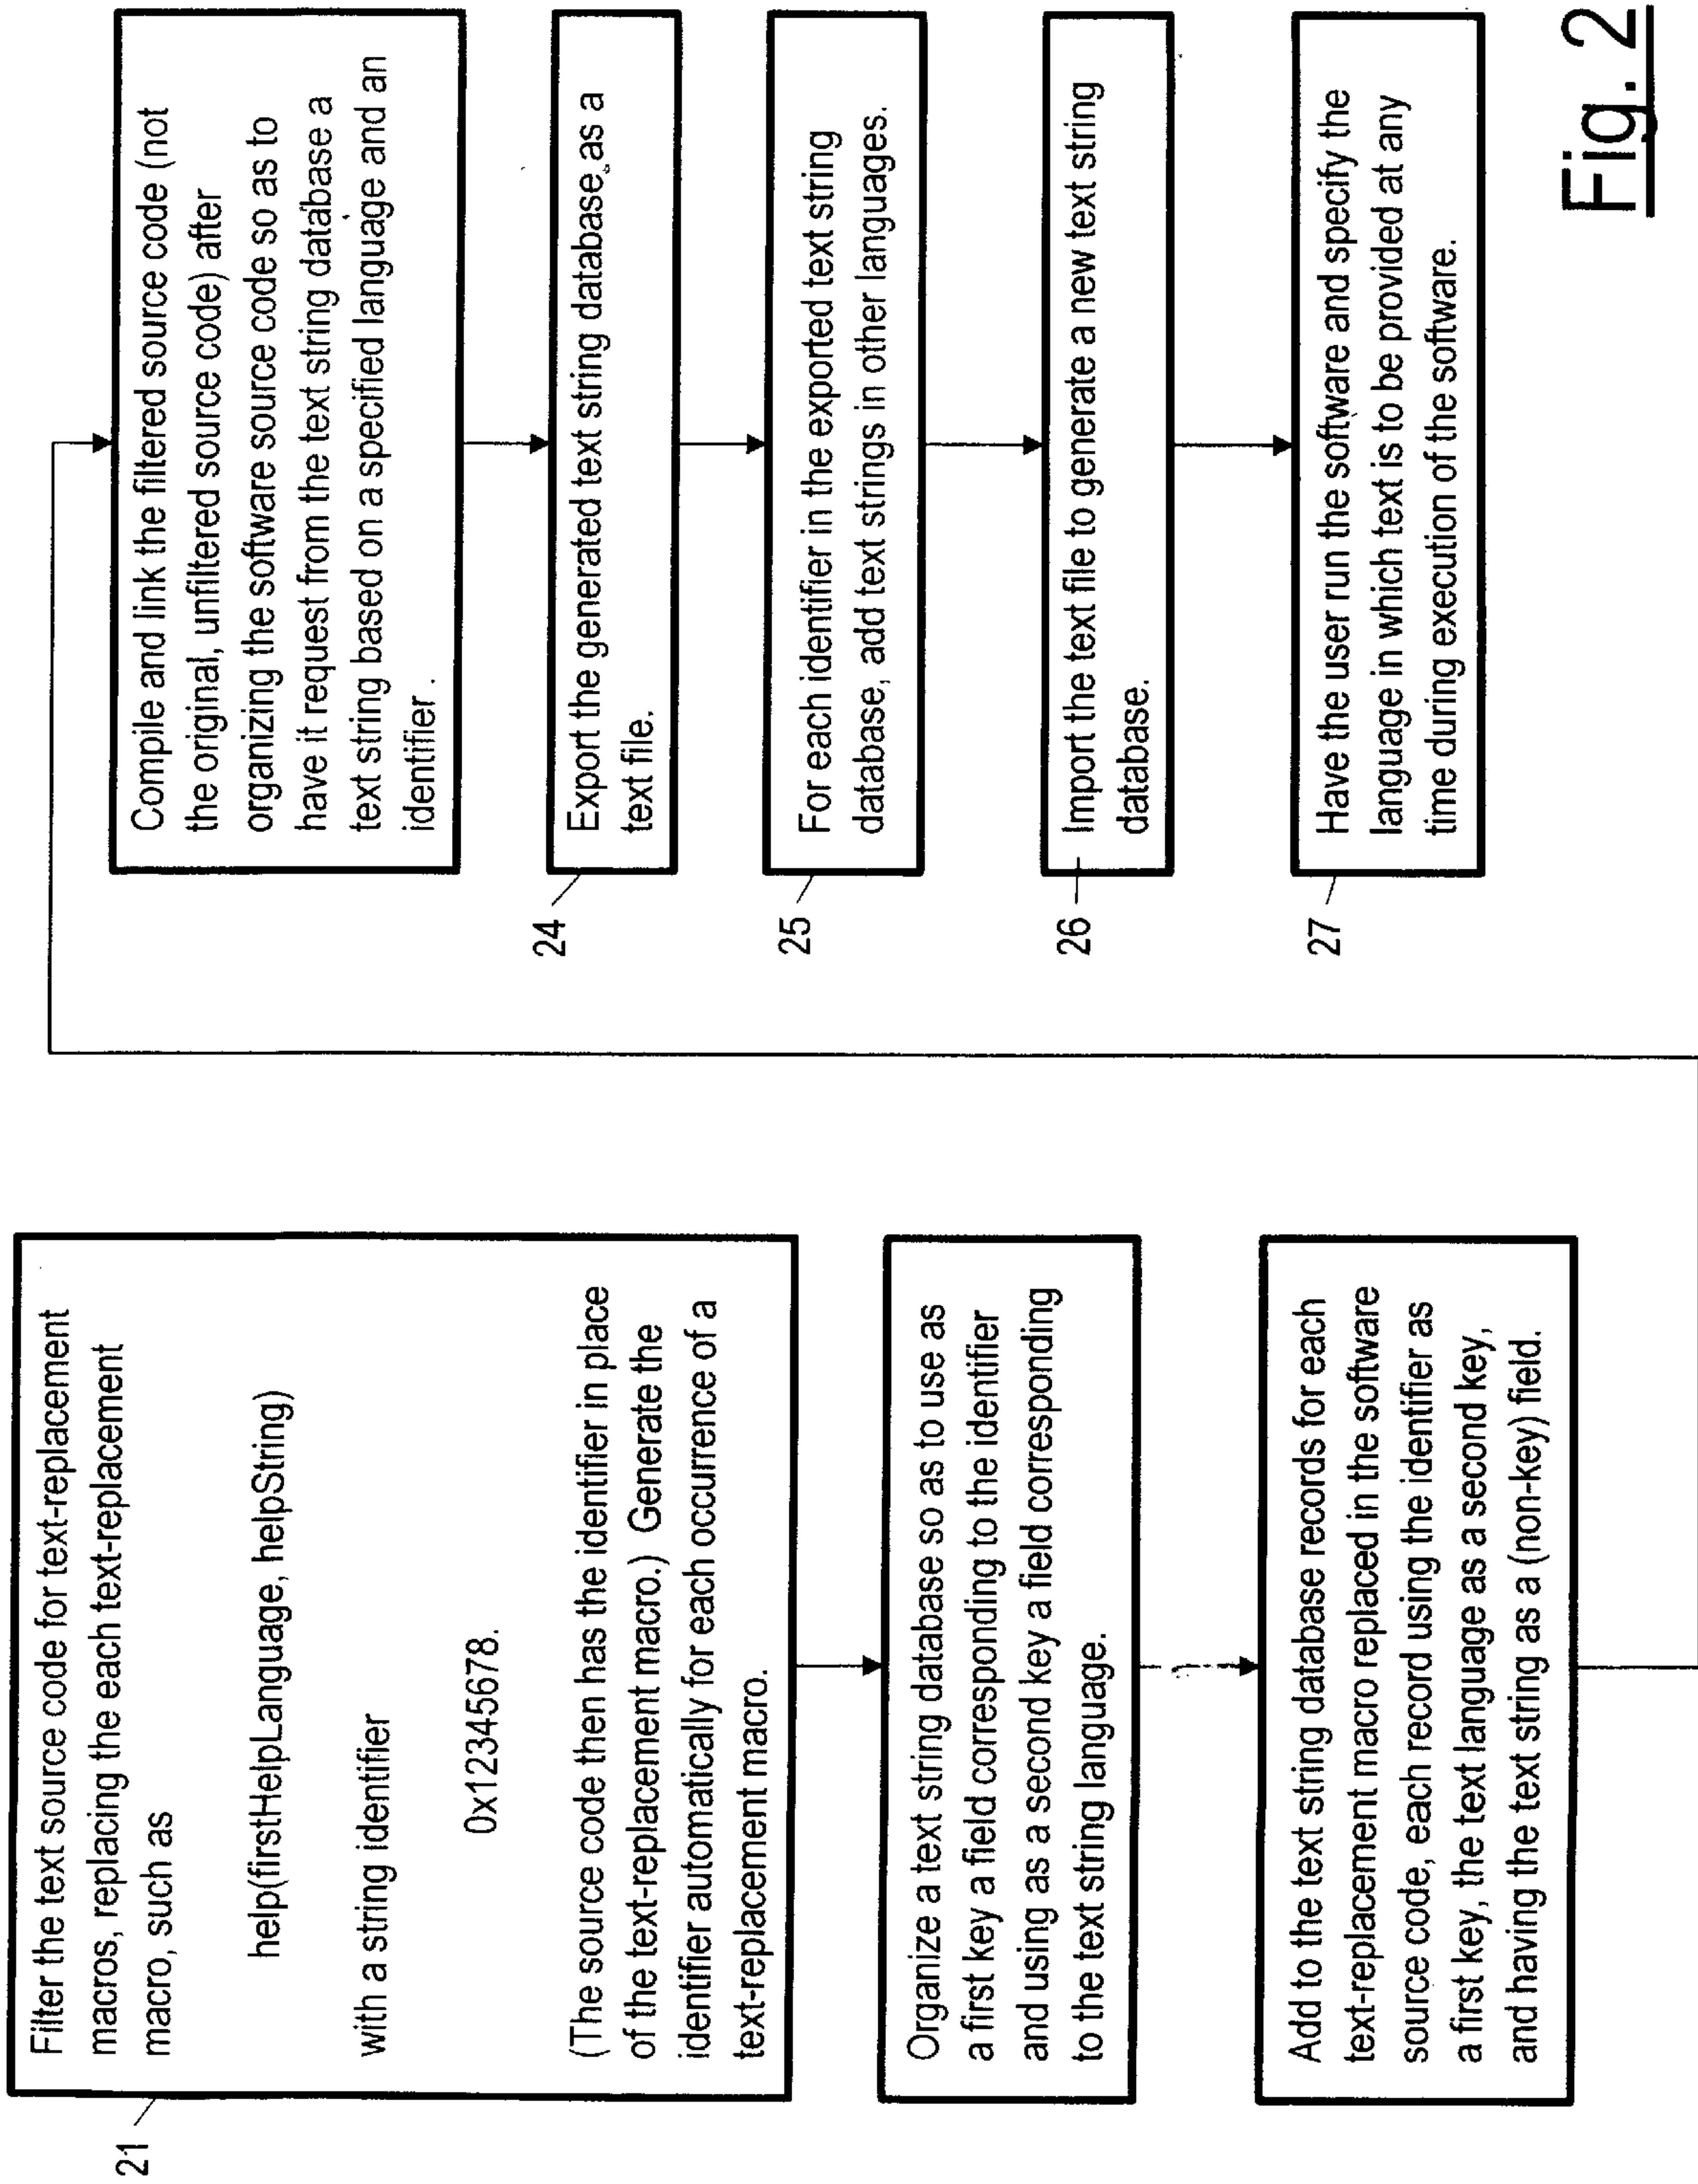 21
Filter the text source code for text-replacement
macros, replacing the each text-replacement
macro, such as
help(firstHelpLanguage, helpString)
with a string identifier
0x12345678.
(The source code then has the identifier in place
of the text-replacement macro.) Generate the
identifier automatically for each occurrence of a
text-replacement macro.
Organize a text string database so as to use as
a first key a field corresponding to the identifier
and using as a second key a field corresponding
to the text string language.
Add to the text string database records for each
text-replacement macro replaced in the software
source code, each record using the identifier as
a first key, the text language as a second key,
and having the text string as a (non-key) field.
Compile and link the filtered source code (not
the original, unfiltered source code) after
organizing the software source code so as to
have it request from the text string database a
text string based on a specified language and an
identifier .
24
Export the generated text string database as a
text file.
25
For each identifier in the exported text string
database, add text strings in other languages.
26
Import the text file to generate a new text string
database.
27
Have the user run the software and specify the
language in which text is to be provided at any
time during execution of the software.
Fig. 2